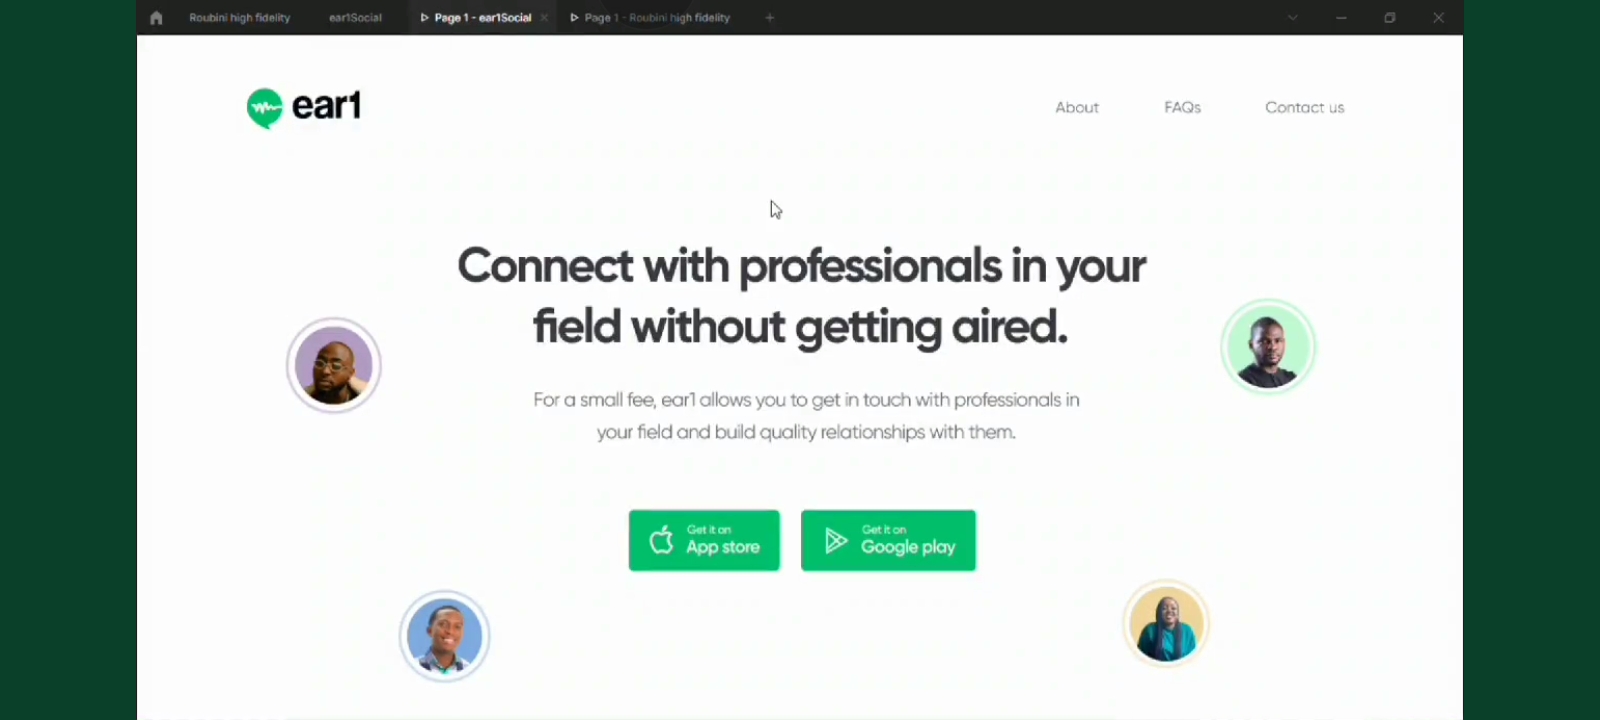 Roubini high fidelity
ear1Social
Page 1 - ear1Social
Page 1 - Roubini high fidelity
ear1
About
FAQs
Contact us
Connect with professionals in your
field without getting aired.
For a small fee, ear1 allows you to get in touch with professionals in
your field and build quality relationships with them.
Get it on
App store
Get it on
Google play